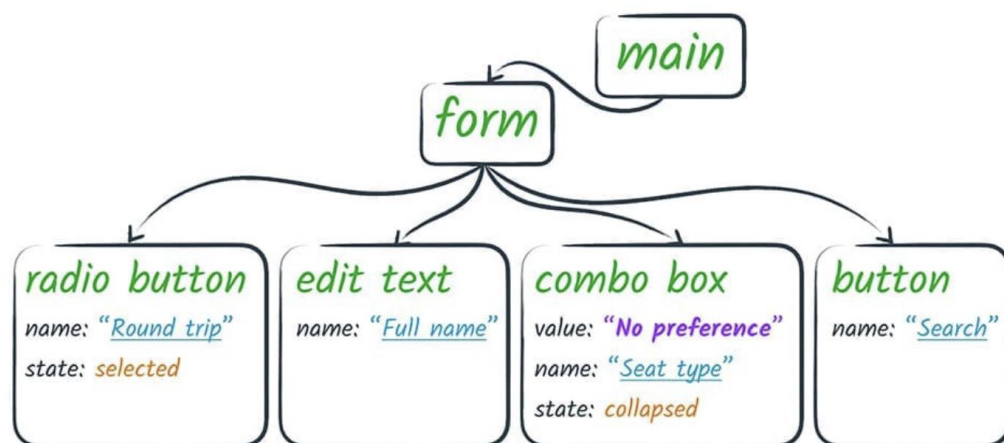 main
form
radio button
name: “Round trip”
state: selected
edit text
name: “Full name”
combo box
value: “No preference”
name: “Seat type”
state: collapsed
button
name: “Search”